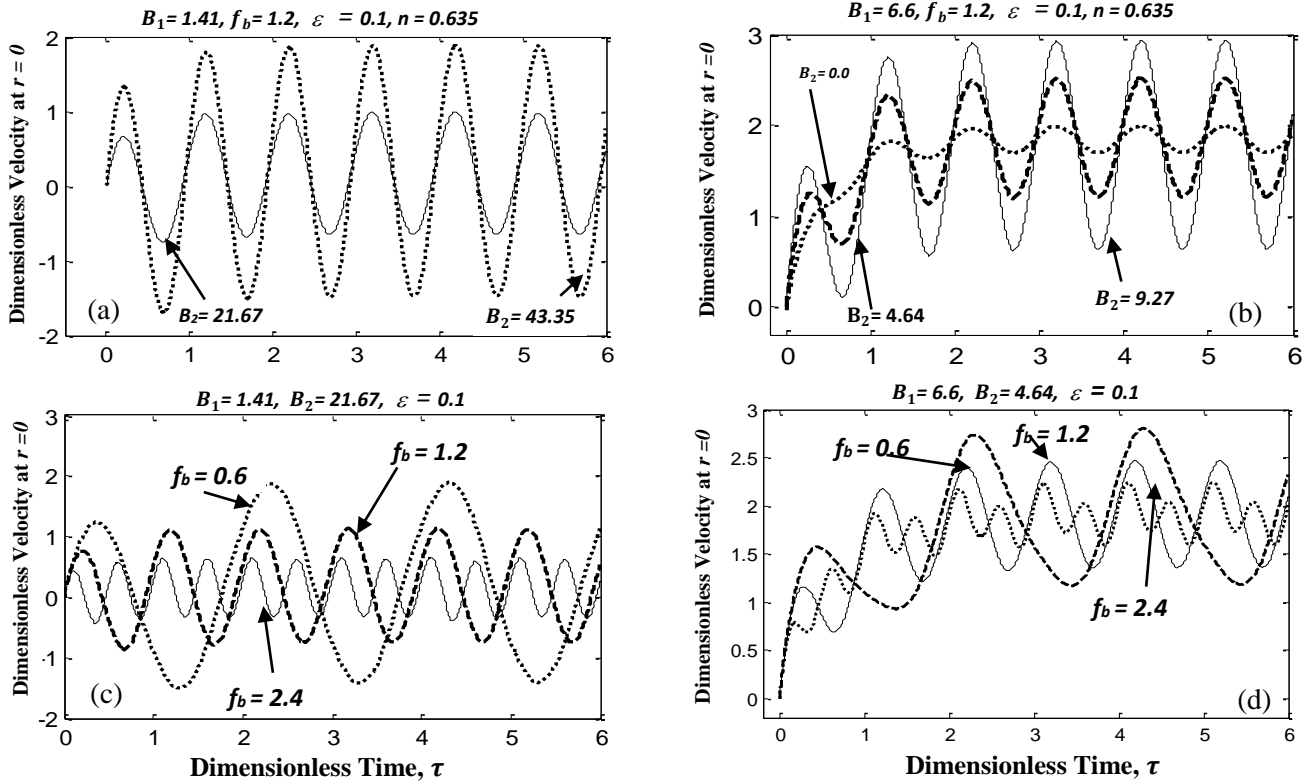 B₁= 1.41, f_b= 1.2, ε = 0.1, n = 0.635
Dimensionless Velocity at r =0
2
1
0
-1
-2
(a)
B₂= 21.67
B₂= 43.35
0 1 2 3 4 5 6
B₁= 6.6, f_b= 1.2, ε = 0.1, n = 0.635
Dimensionless Velocity at r =0
3
2
1
0
B₂= 0.0
B₂= 4.64
B₂= 9.27
(b)
0 1 2 3 4 5 6
B₁= 1.41, B₂= 21.67, ε = 0.1
Dimensionless Velocity at r =0
3
2
1
0
-1
-2
f_b = 0.6
f_b = 1.2
f_b = 2.4
(c)
0 1 2 3 4 5 6
Dimensionless Time, τ
B₁= 6.6, B₂= 4.64, ε = 0.1
Dimensionless Velocity at r =0
3
2.5
2
1.5
1
0.5
0
f_b = 0.6
f_b = 1.2
f_b = 2.4
(d)
0 1 2 3 4 5 6
Dimensionless Time, τ